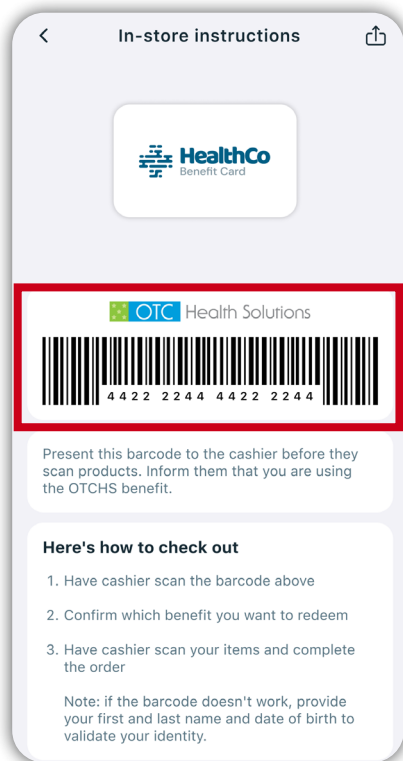 In-store instructions
HealthCo
Benefit Card
OTC Health Solutions
4422 2244 4422 2244
Present this barcode to the cashier before they
scan products. Inform them that you are using
the OTCHS benefit.
Here's how to check out
1. Have cashier scan the barcode above
2. Confirm which benefit you want to redeem
3. Have cashier scan your items and complete
the order
Note: if the barcode doesn't work, provide
your first and last name and date of birth to
validate your identity.